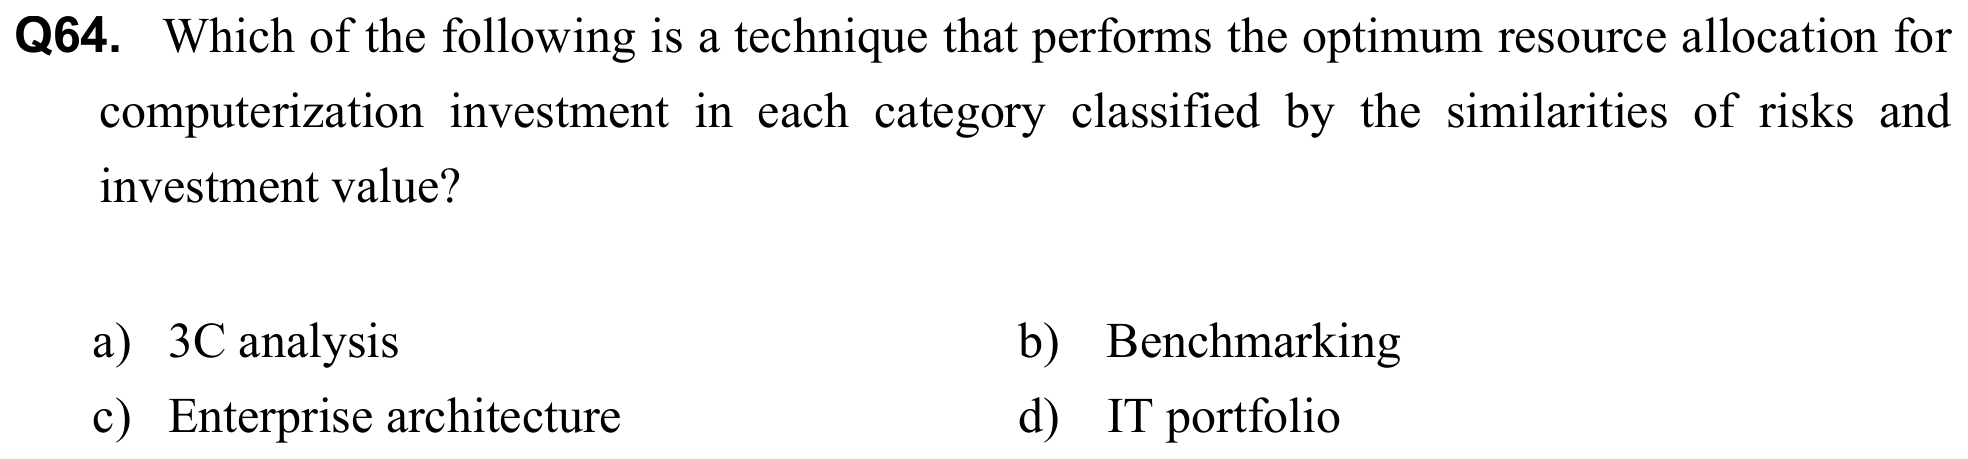 Q64. Which of the following is a technique that performs the optimum resource allocation for
computerization investment in each category classified by the similarities of risks and
investment value?
a) 3C analysis b) Benchmarking
c) Enterprise architecture d) IT portfolio